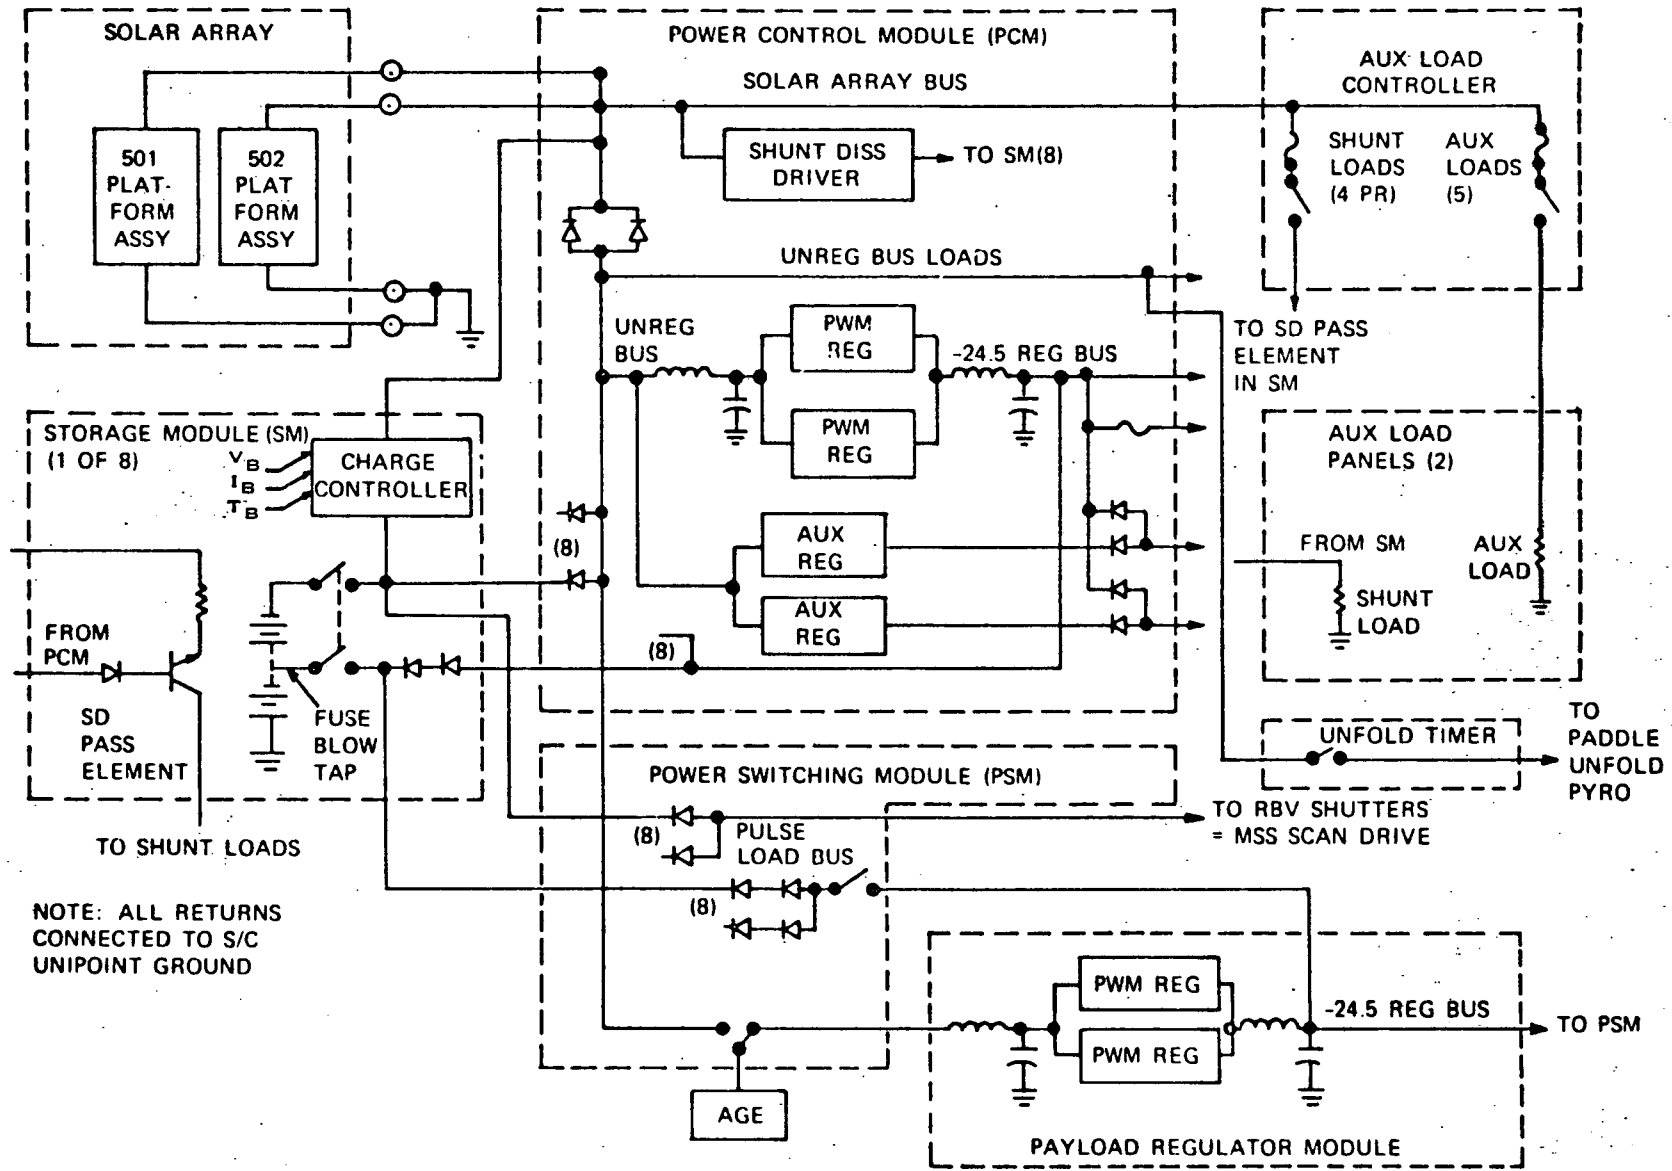 SOLAR ARRAY
501
PLAT-
FORM
ASSY
502
PLAT
FORM
ASSY
POWER CONTROL MODULE (PCM)
SOLAR ARRAY BUS
SHUNT DISS
DRIVER
TO SM(8)
UNREG BUS LOADS
UNREG
BUS
PWM
REG
PWM
REG
-24.5 REG BUS
AUX
REG
AUX
REG
(8)
(8)
AUX LOAD
CONTROLLER
SHUNT
LOADS
(4 PR)
AUX
LOADS
(5)
TO SD PASS
ELEMENT
IN SM
AUX LOAD
PANELS (2)
FROM SM
SHUNT
LOAD
AUX
LOAD
STORAGE MODULE (SM)
(1 OF 8)
VB
IB
TB
CHARGE
CONTROLLER
FROM
PCM
SD
PASS
ELEMENT
FUSE
BLOW
TAP
TO SHUNT LOADS
NOTE: ALL RETURNS
CONNECTED TO S/C
UNIPOINT GROUND
POWER SWITCHING MODULE (PSM)
(8)
PULSE
LOAD BUS
(8)
AGE
UNFOLD TIMER
TO
PADDLE
UNFOLD
PYRO
TO RBV SHUTTERS
= MSS SCAN DRIVE
PWM REG
PWM REG
-24.5 REG BUS
TO PSM
PAYLOAD REGULATOR MODULE